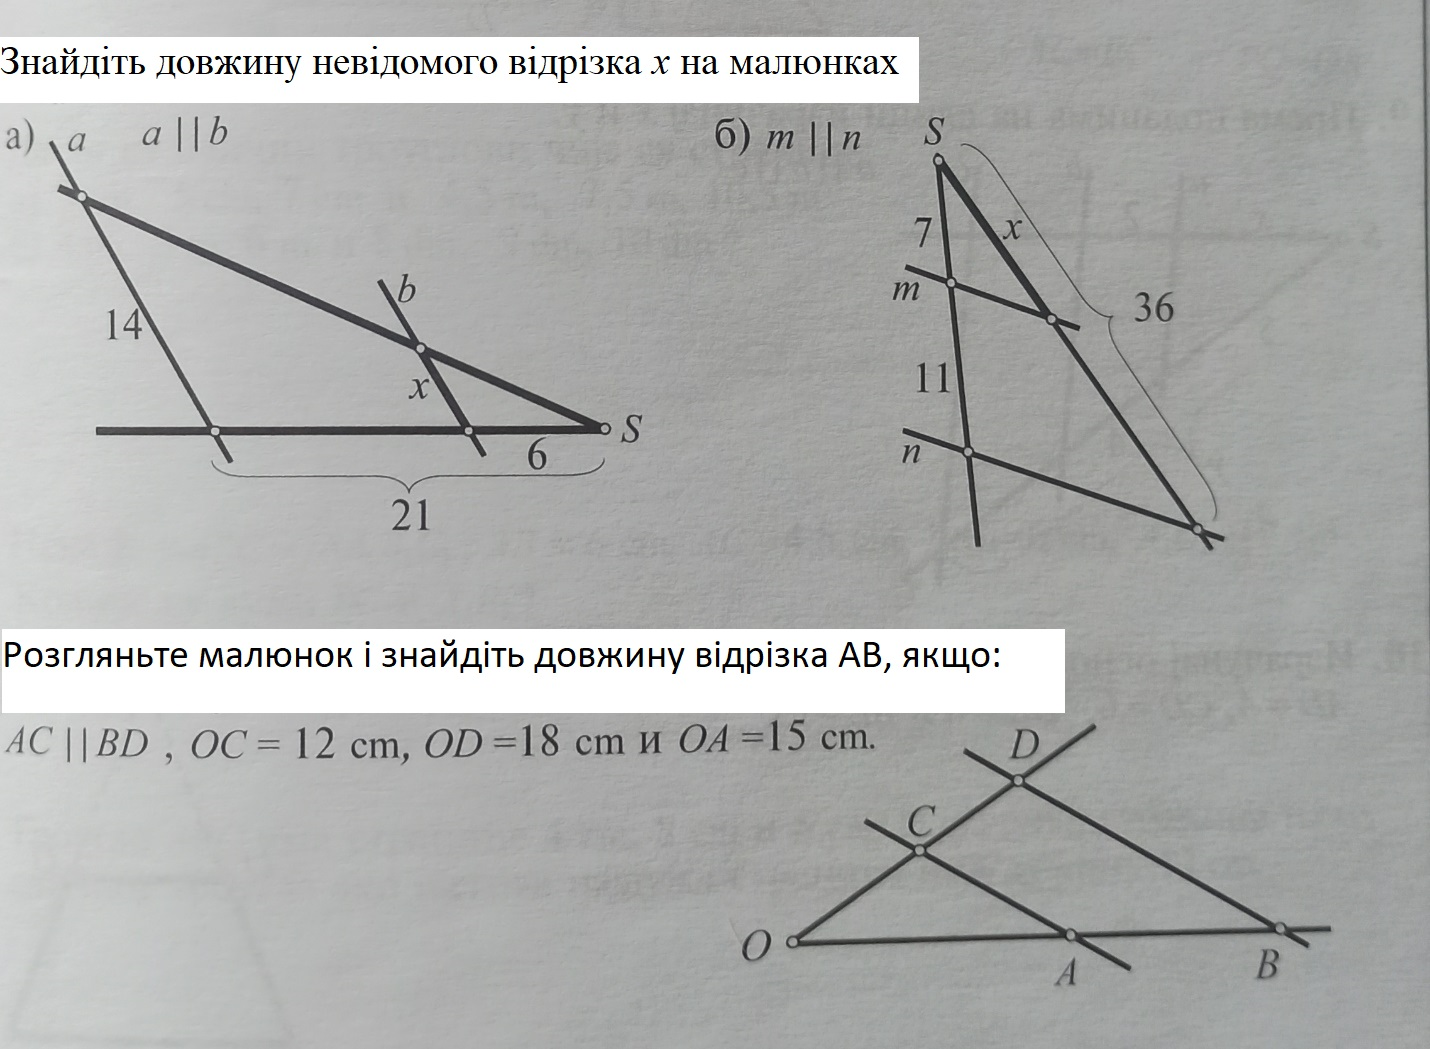 Знайдіть довжину невідомого відрізка x на малюнках
а) a a || b
б) m || n S
7 x
b
m 36
14
x
11
S
6
n
21
Розгляньте малюнок і знайдіть довжину відрізка АВ, якщо:
AC || BD , OC = 12 cm, OD =18 cm и OA =15 cm.
D
C
O
A B